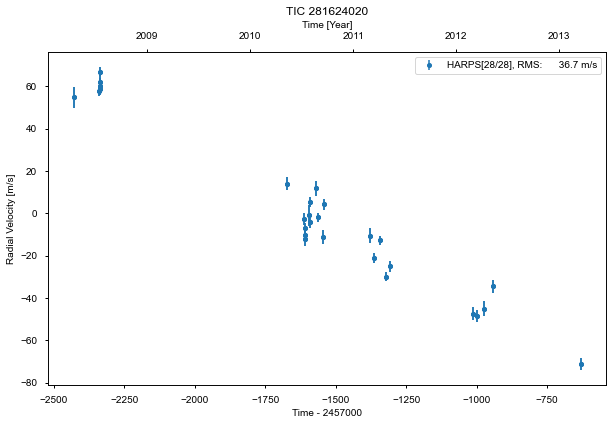 TIC 281624020
Time [Year]
2009 2010 2011 2012 2013
HARPS[28/28], RMS: 36.7 m/s
Radial Velocity [m/s]
60
40
20
0
−20
−40
−60
−80
−2500 −2250 −2000 −1750 −1500 −1250 −1000 −750
Time - 2457000